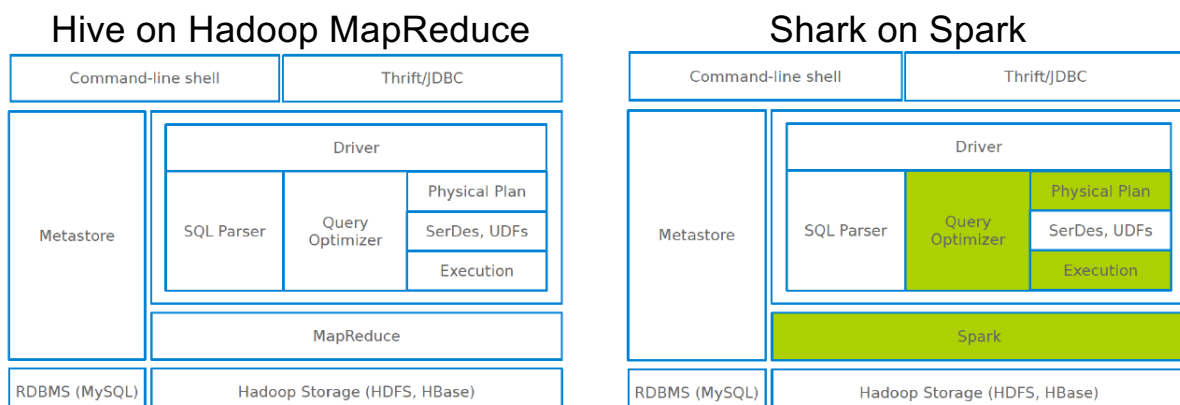 Hive on Hadoop MapReduce
Command-line shell
Thrift/JDBC
Metastore
Driver
SQL Parser
Query
Optimizer
Physical Plan
SerDes, UDFs
Execution
MapReduce
RDBMS (MySQL)
Hadoop Storage (HDFS, HBase)
Shark on Spark
Command-line shell
Thrift/JDBC
Metastore
Driver
SQL Parser
Query
Optimizer
Physical Plan
SerDes, UDFs
Execution
Spark
RDBMS (MySQL)
Hadoop Storage (HDFS, HBase)